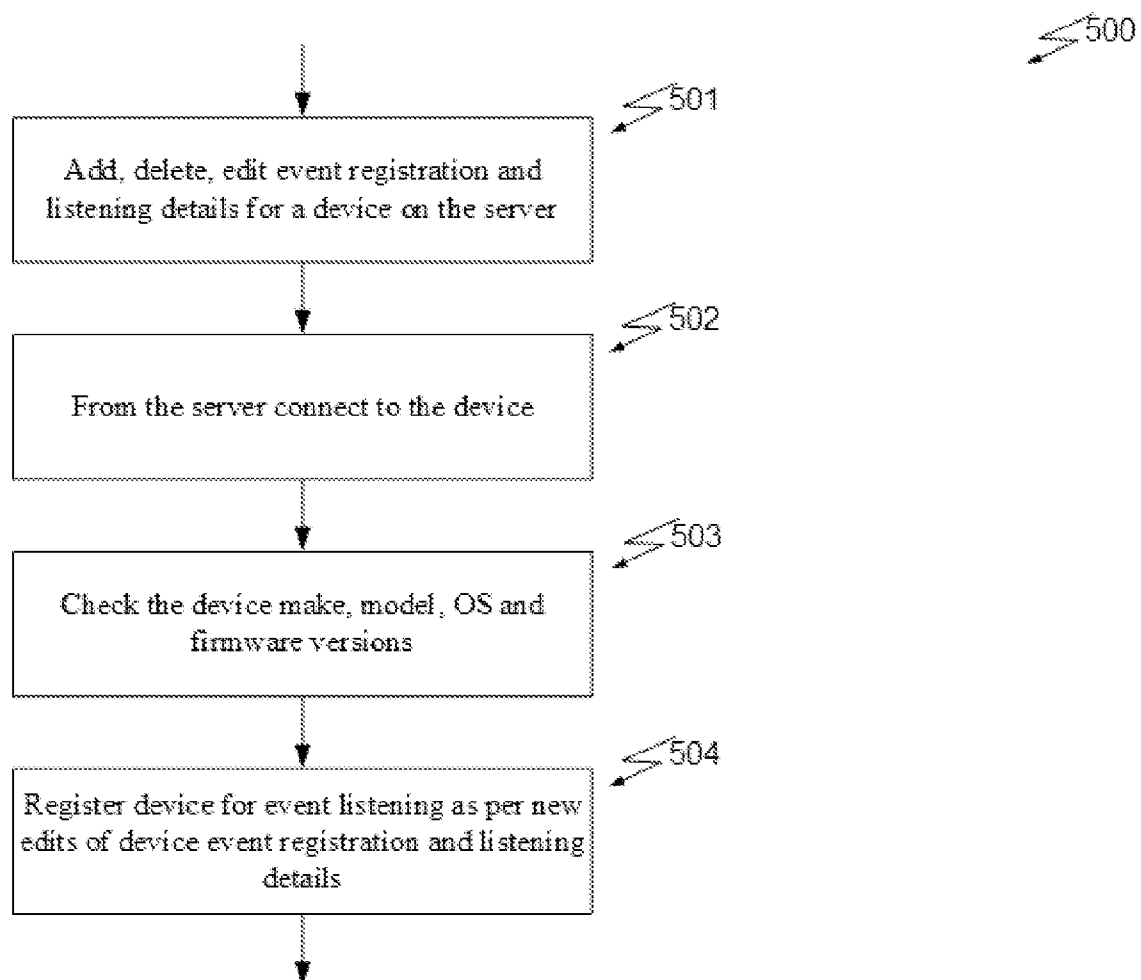 500
501
Add, delete, edit event registration and
listening details for a device on the server
502
From the server connect to the device
503
Check the device make, model, OS and
firmware versions
504
Register device for event listening as per new
edits of device event registration and listening
details